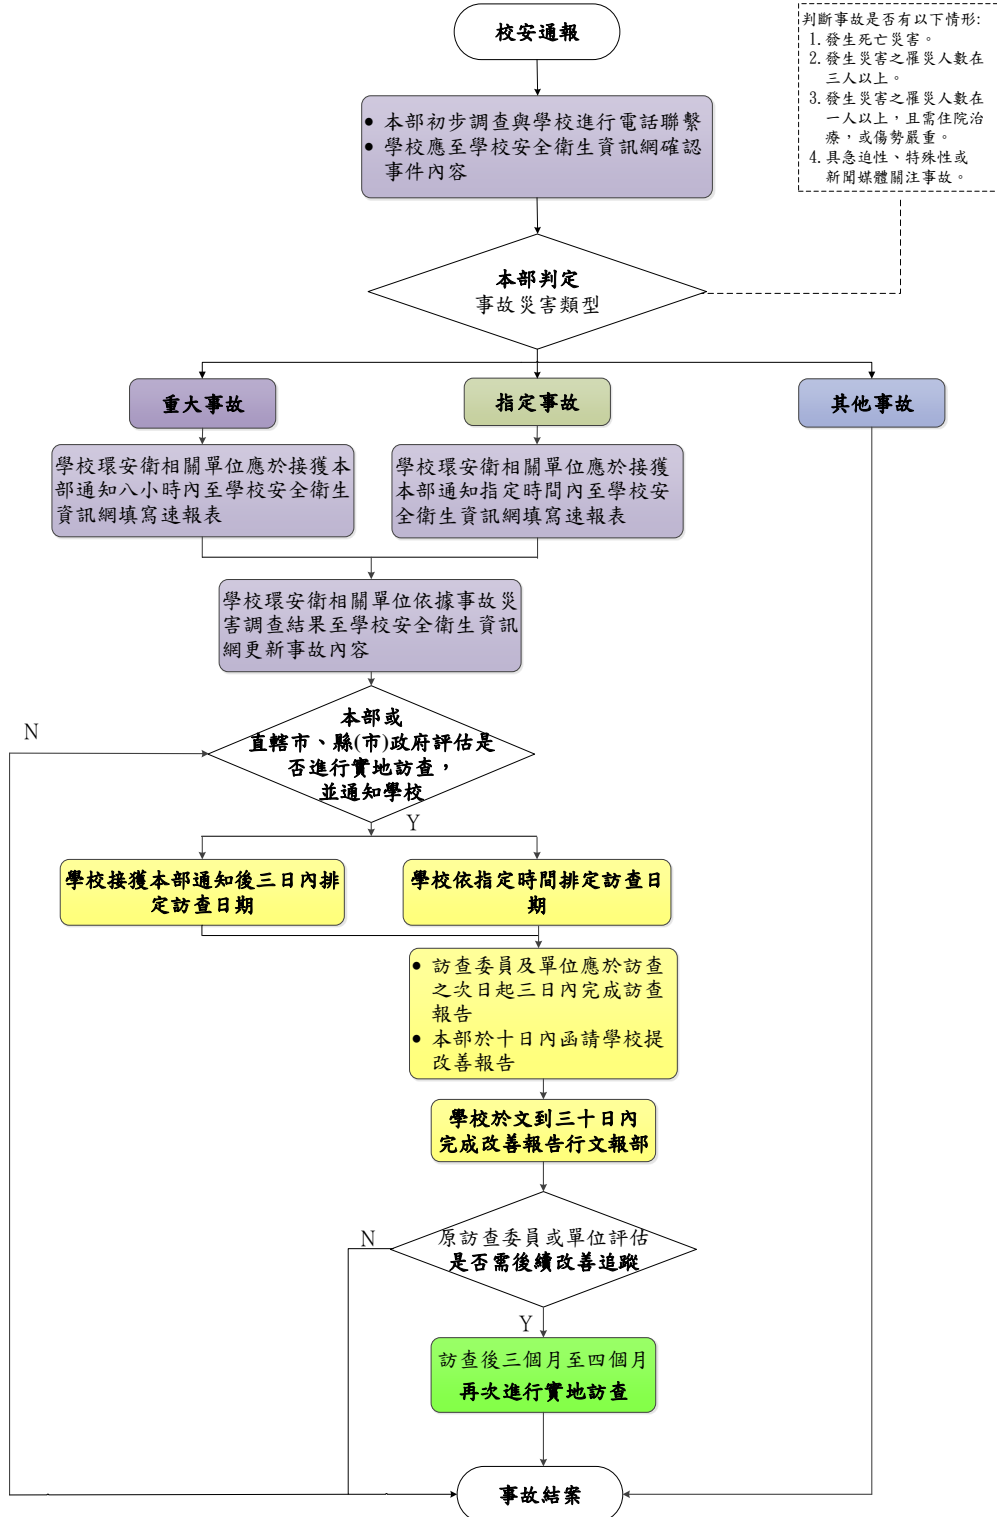 校安通報
判斷事故是否有以下情形:
1. 發生死亡災害。
2. 發生災害之罹災人數在
三人以上。
3. 發生災害之罹災人數在
一人以上，且需住院治
療，或傷勢嚴重。
4. 具急迫性、特殊性或
新聞媒體關注事故。
● 本部初步調查與學校進行電話聯繫
● 學校應至學校安全衛生資訊網確認
事件內容
本部判定
事故災害類型
重大事故
指定事故
其他事故
學校環安衛相關單位應於接獲本
部通知八小時內至學校安全衛生
資訊網填寫速報表
學校環安衛相關單位應於接獲
本部通知指定時間內至學校安
全衛生資訊網填寫速報表
學校環安衛相關單位依據事故災
害調查結果至學校安全衛生資訊
網更新事故內容
本部或
直轄市、縣(市)政府評估是
否進行實地訪查，
並通知學校
N
Y
學校接獲本部通知後三日內排
定訪查日期
學校依指定時間排定訪查日
期
● 訪查委員及單位應於訪查
之次日起三日內完成訪查
報告
● 本部於十日內函請學校提
改善報告
學校於文到三十日內
完成改善報告行文報部
原訪查委員或單位評估
是否需後續改善追蹤
N
Y
訪查後三個月至四個月
再次進行實地訪查
事故結案